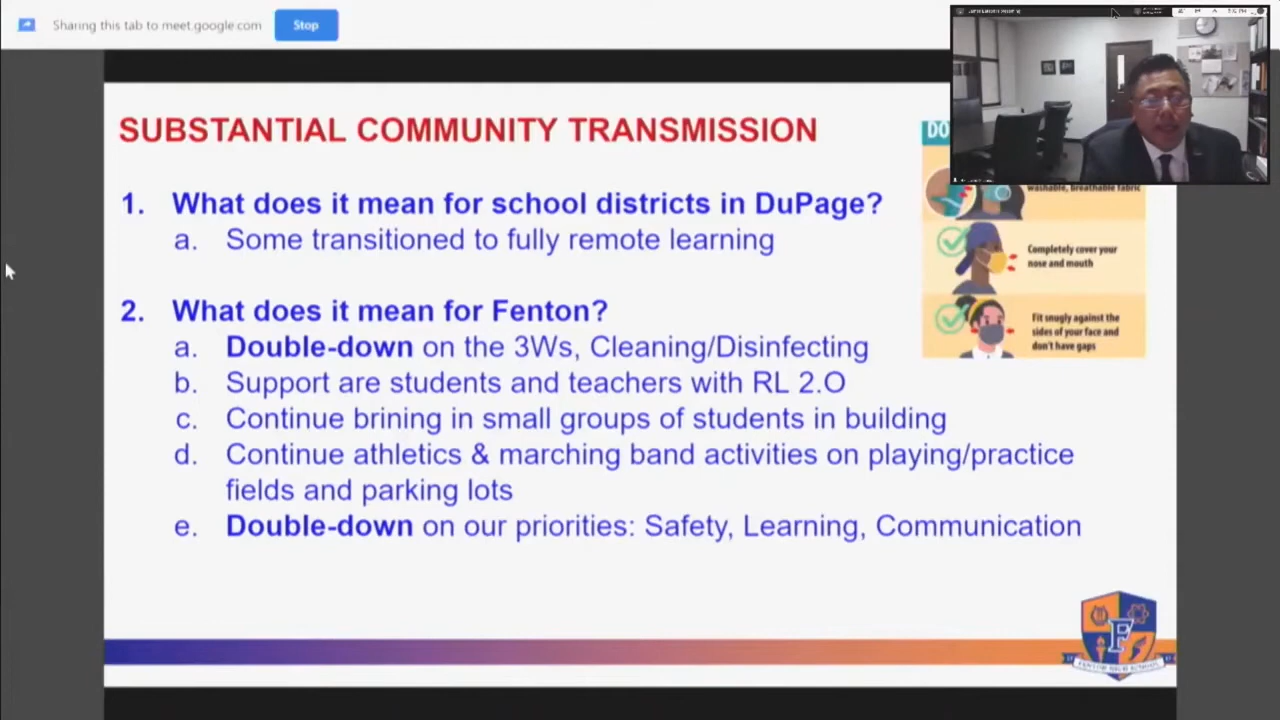 Sharing this tab to meet.google.com
Stop
SUBSTANTIAL COMMUNITY TRANSMISSION
DO
washable, breathable fabric
1. What does it mean for school districts in DuPage?
a. Some transitioned to fully remote learning
Completely cover your
nose and mouth
2. What does it mean for Fenton?
Fit snugly against the
sides of your face and
don't have gaps
a. Double-down on the 3Ws, Cleaning/Disinfecting
b. Support are students and teachers with RL 2.O
c. Continue brining in small groups of students in building
d. Continue athletics & marching band activities on playing/practice
fields and parking lots
e. Double-down on our priorities: Safety, Learning, Communication
F
FENTON HIGH SCHOOL